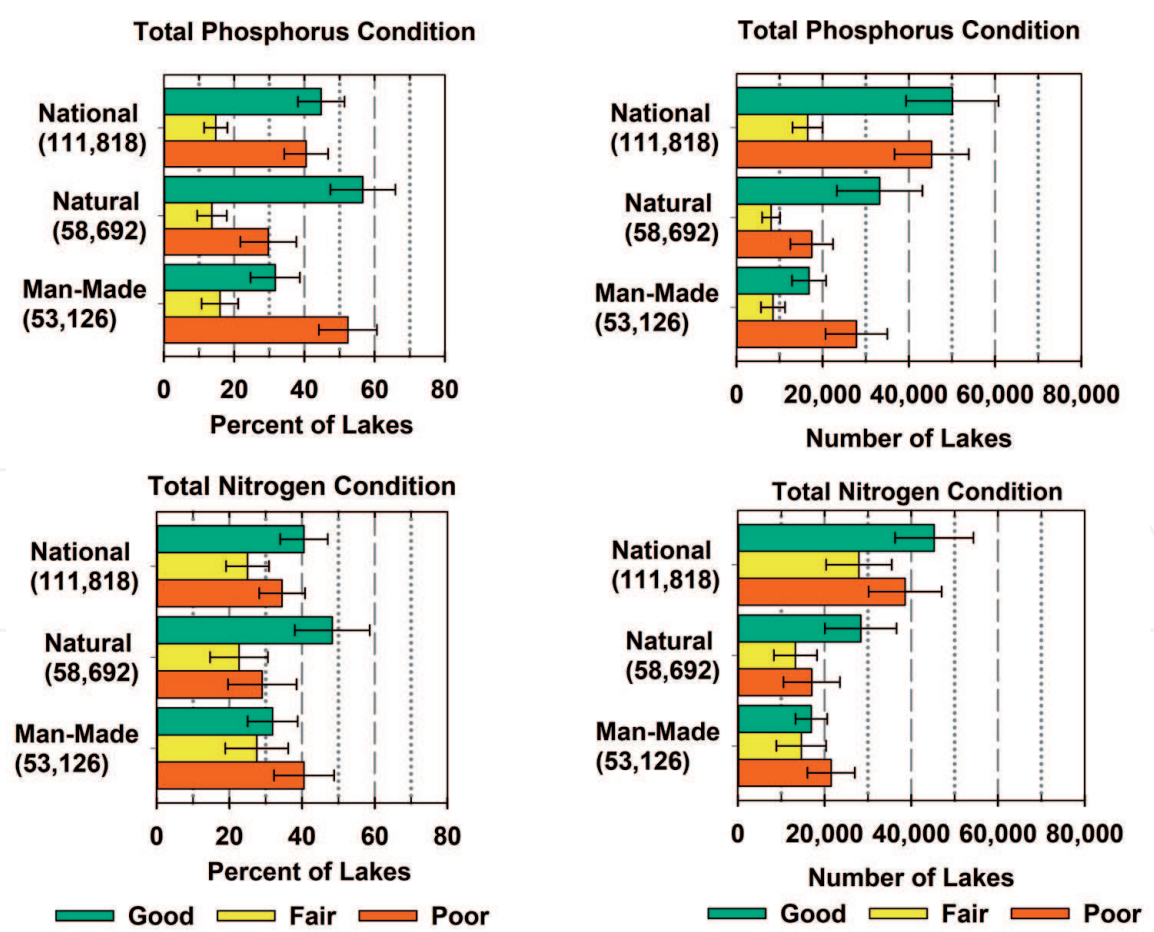 Total Phosphorus Condition
National
(111,818)
Natural
(58,692)
Man-Made
(53,126)
0 20 40 60 80
Percent of Lakes
Total Phosphorus Condition
National
(111,818)
Natural
(58,692)
Man-Made
(53,126)
0 20,000 40,000 60,000 80,000
Number of Lakes
Total Nitrogen Condition
National
(111,818)
Natural
(58,692)
Man-Made
(53,126)
0 20 40 60 80
Percent of Lakes
Good Fair Poor
Total Nitrogen Condition
National
(111,818)
Natural
(58,692)
Man-Made
(53,126)
0 20,000 40,000 60,000 80,000
Number of Lakes
Good Fair Poor